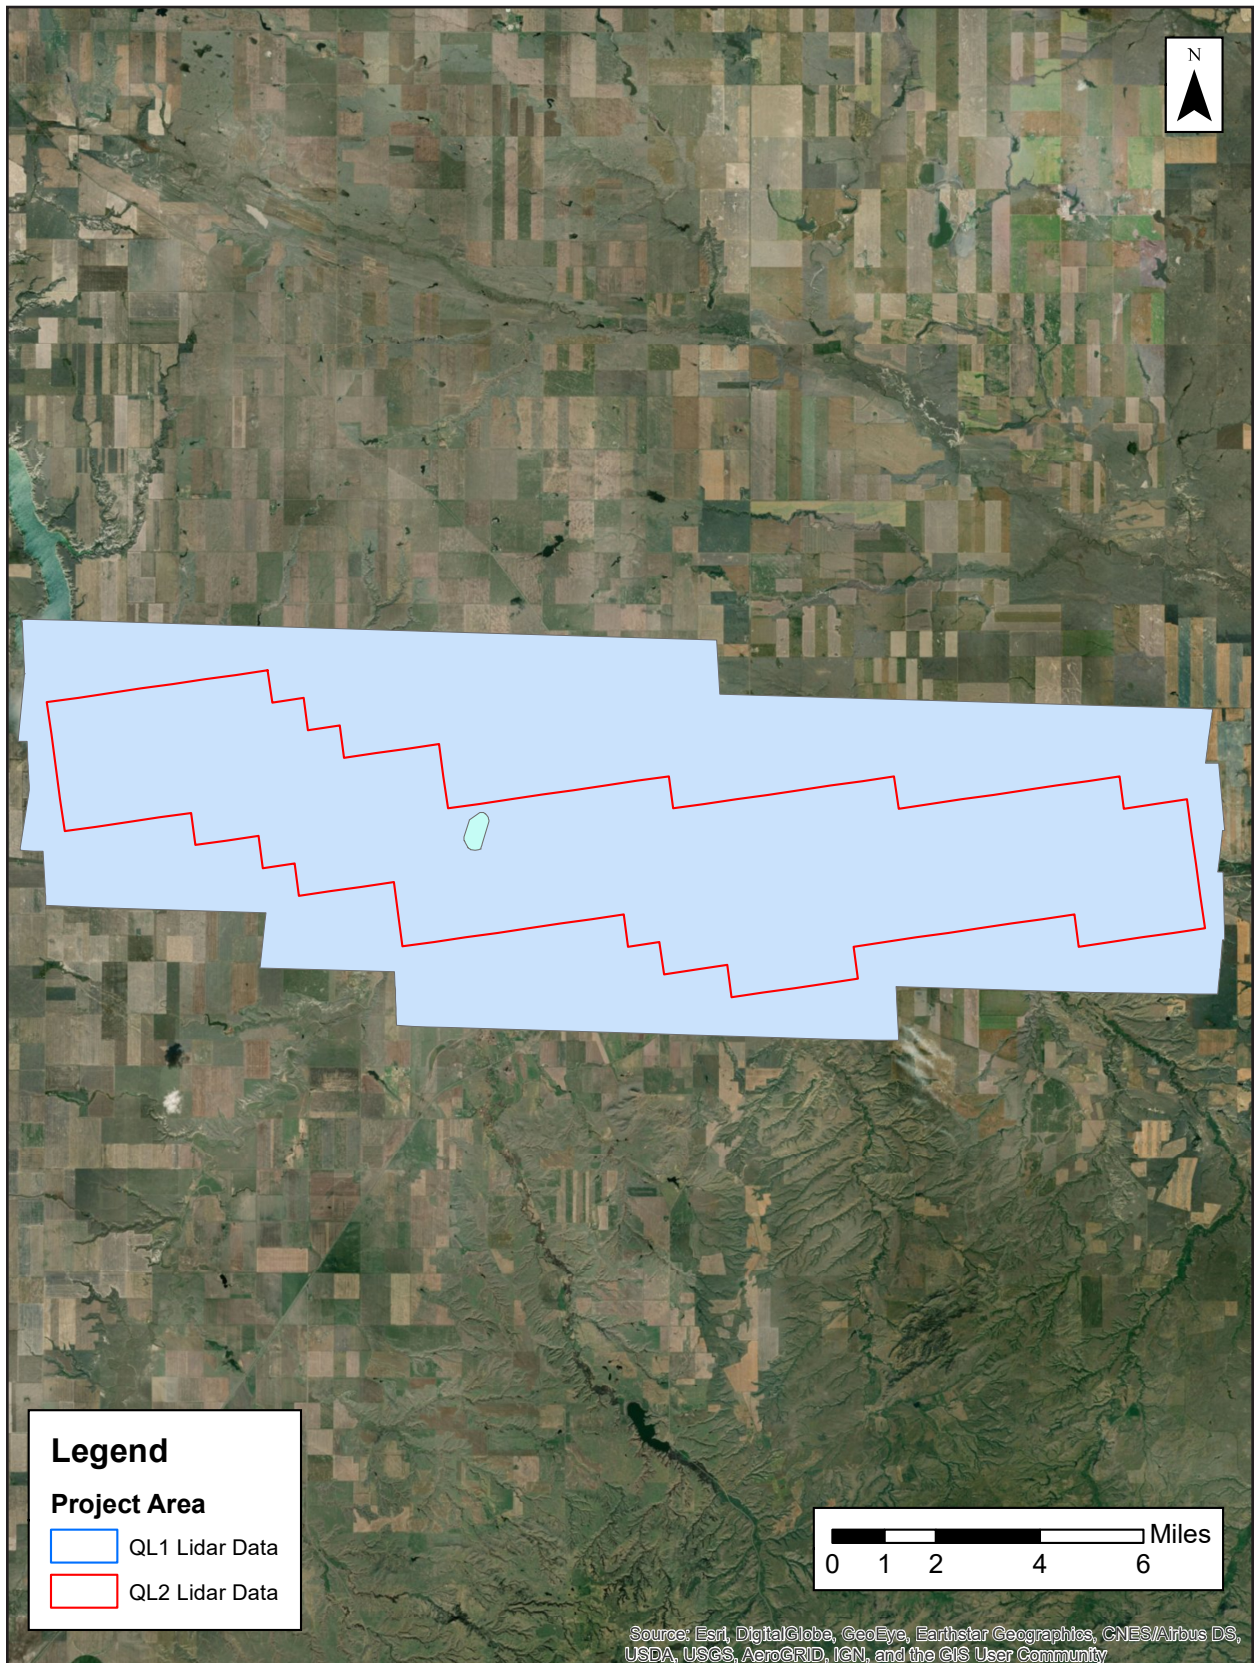 N
Legend
Project Area
QL1 Lidar Data
QL2 Lidar Data
Miles
0 1 2 4 6
Source: Esri, DigitalGlobe, GeoEye, Earthstar Geographics, CNES/Airbus DS,
USDA, USGS, AeroGRID, IGN, and the GIS User Community